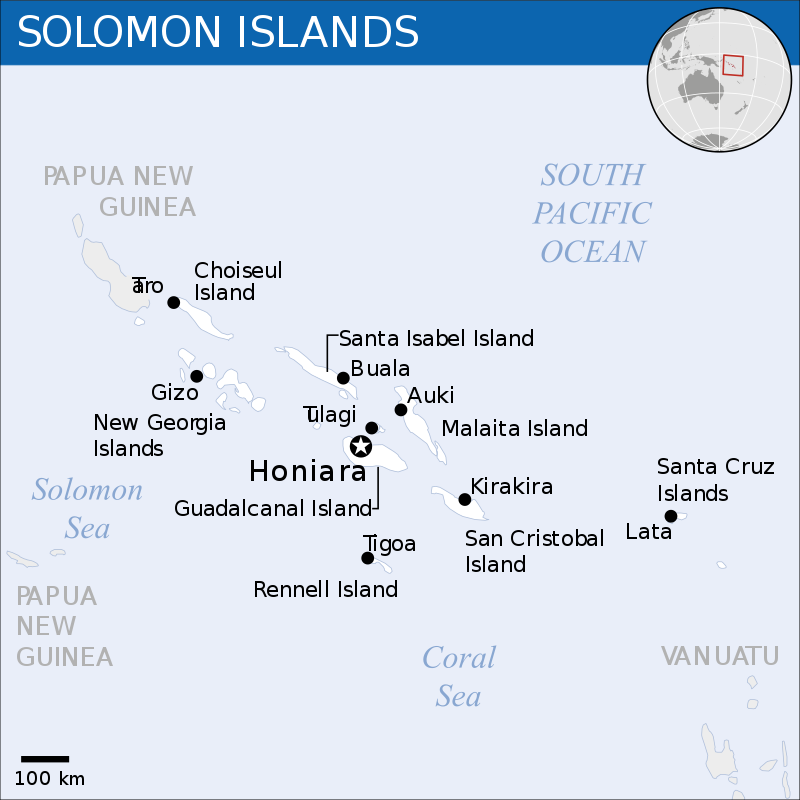 SOLOMON ISLANDS
PAPUA NEW
GUINEA
SOUTH
PACIFIC
OCEAN
Taro
Choiseul
Island
Santa Isabel Island
Buala
Gizo
Auki
Tulagi
New Georgia
Islands
Malaita Island
Honiara
Santa Cruz
Islands
Kirakira
Solomon
Sea
Guadalcanal Island
Lata
San Cristobal
Island
Tigoa
Rennell Island
PAPUA
NEW
GUINEA
Coral
Sea
VANUATU
100 km